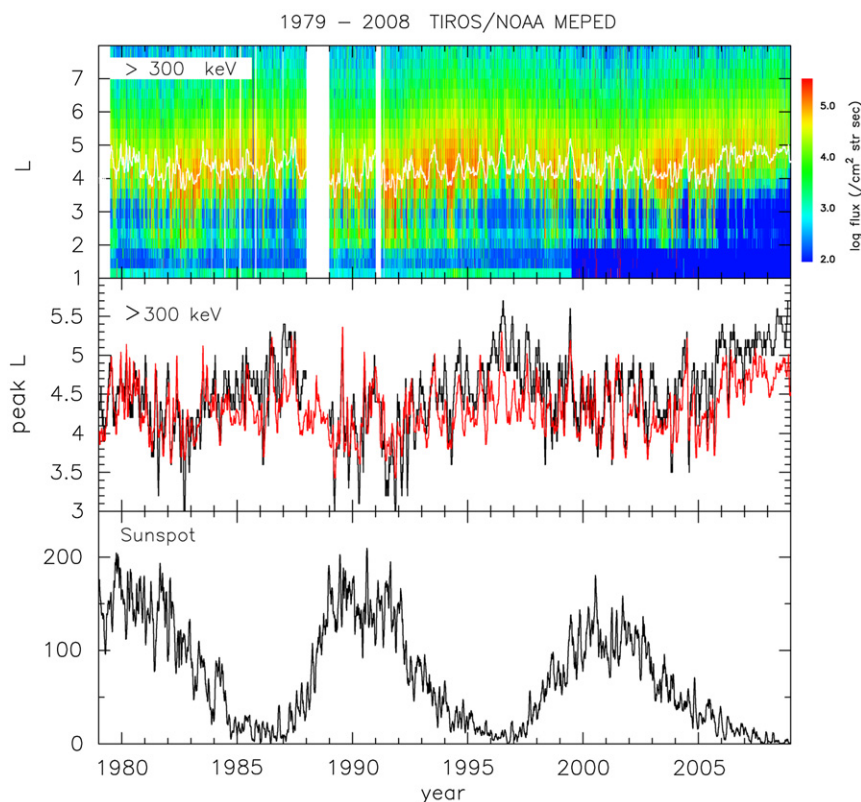 1979 – 2008 TIROS/NOAA MEPED
> 300 keV
7
6
5
4
3
2
1
L
5.0
4.0
3.0
2.0
log flux (/cm² str sec)
>300 keV
5.5
5
4.5
4
3.5
3
peak L
Sunspot
200
100
0
1980 1985 1990 1995 2000 2005
year